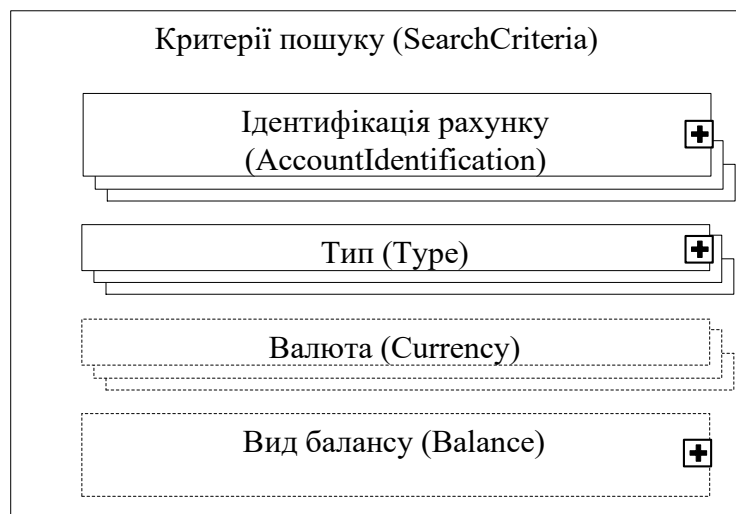 Критерії пошуку (SearchCriteria)
Ідентифікація рахунку
(AccountIdentification)
Тип (Type)
Валюта (Currency)
Вид балансу (Balance)